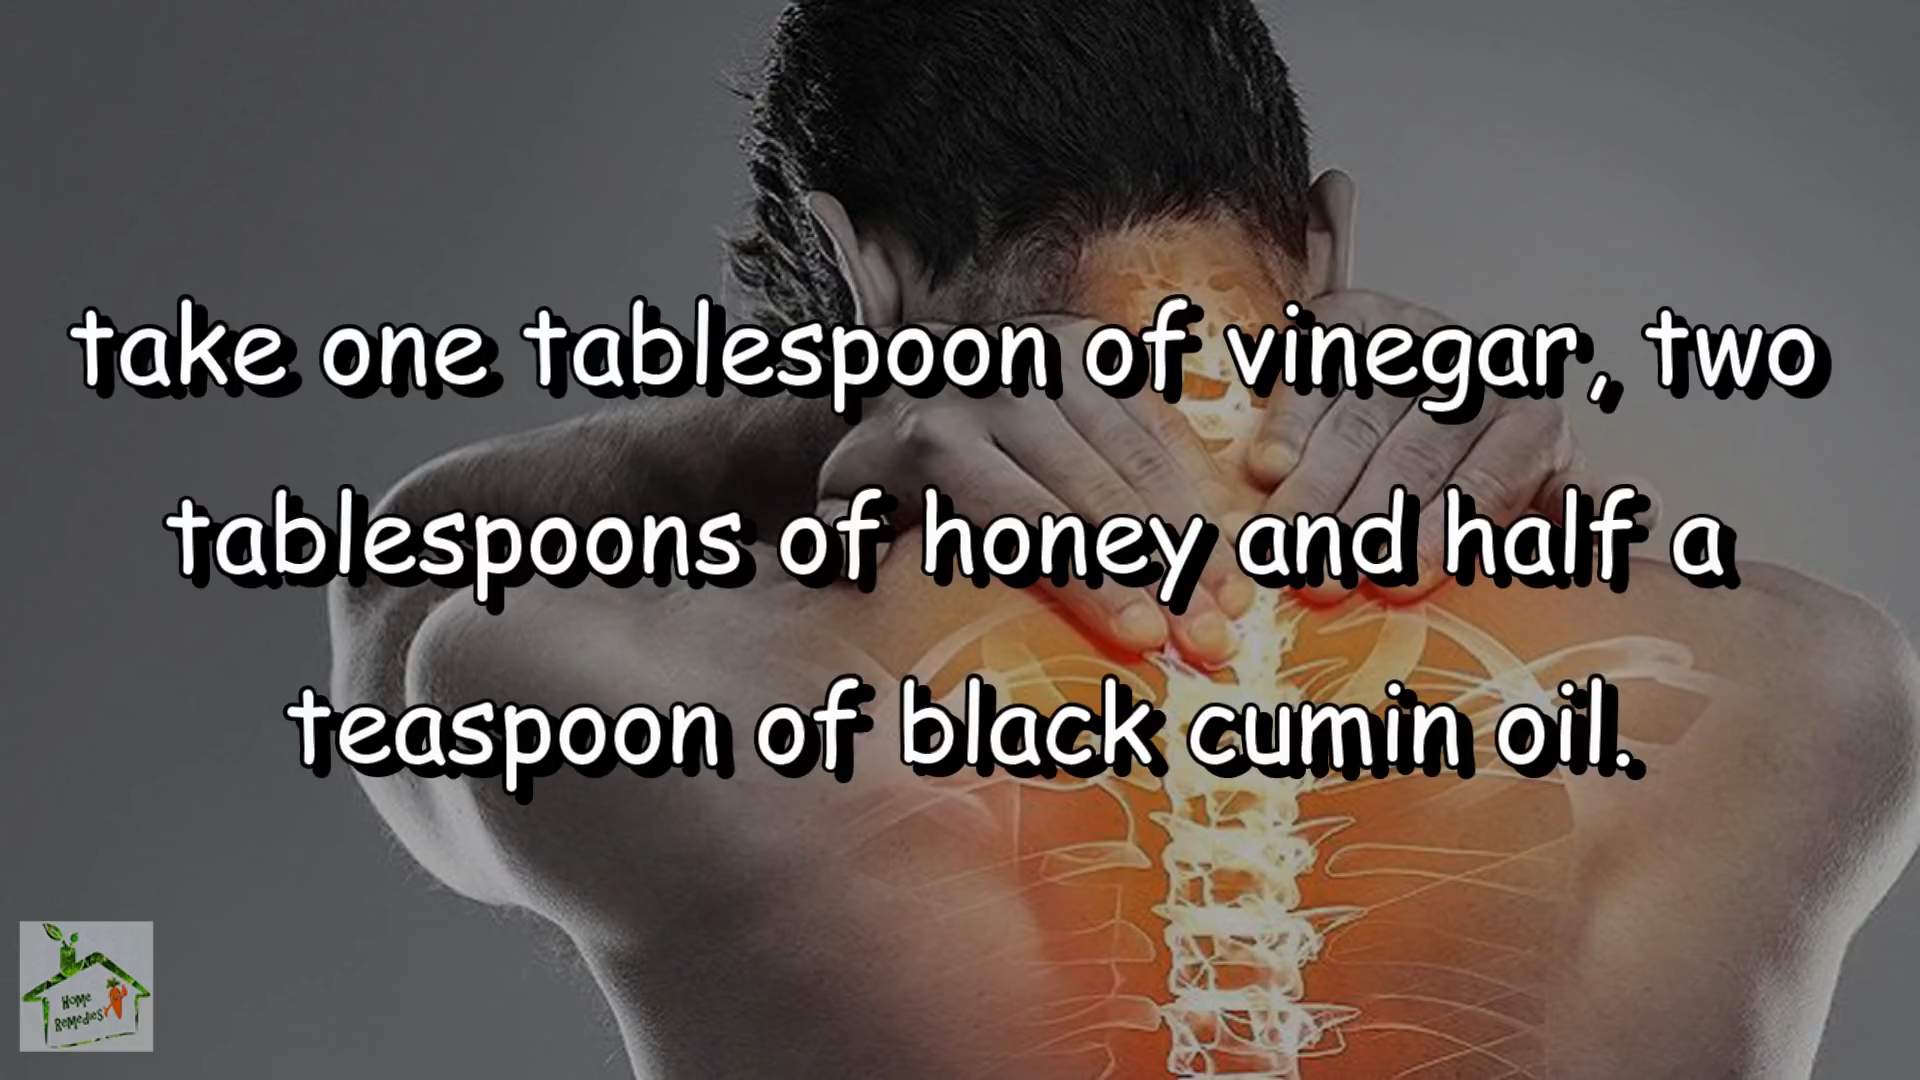 take one tablespoon of vinegar, two
tablespoons of honey and half a
teaspoon of black cumin oil.
Home
Remedies